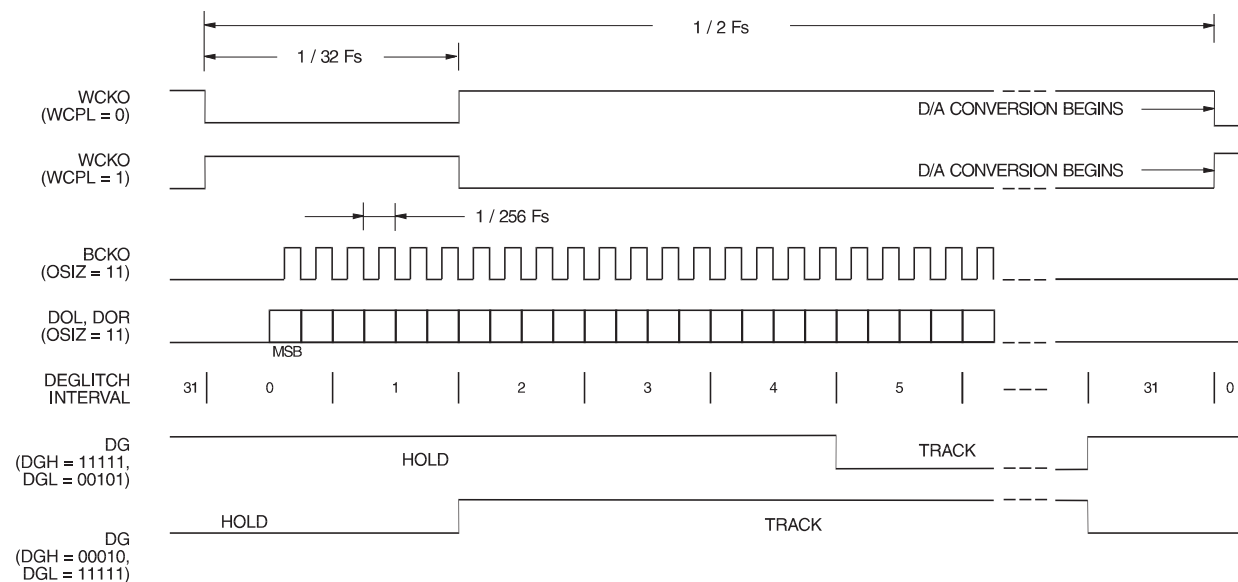 1 / 2 Fs
1 / 32 Fs
WCKO
(WCPL = 0)
D/A CONVERSION BEGINS
WCKO
(WCPL = 1)
D/A CONVERSION BEGINS
1 / 256 Fs
BCKO
(OSIZ = 11)
DOL, DOR
(OSIZ = 11)
MSB
DEGLITCH
INTERVAL
31 0 1 2 3 4 5 31 0
DG
(DGH = 11111,
DGL = 00101)
HOLD
TRACK
HOLD
TRACK
DG
(DGH = 00010,
DGL = 11111)